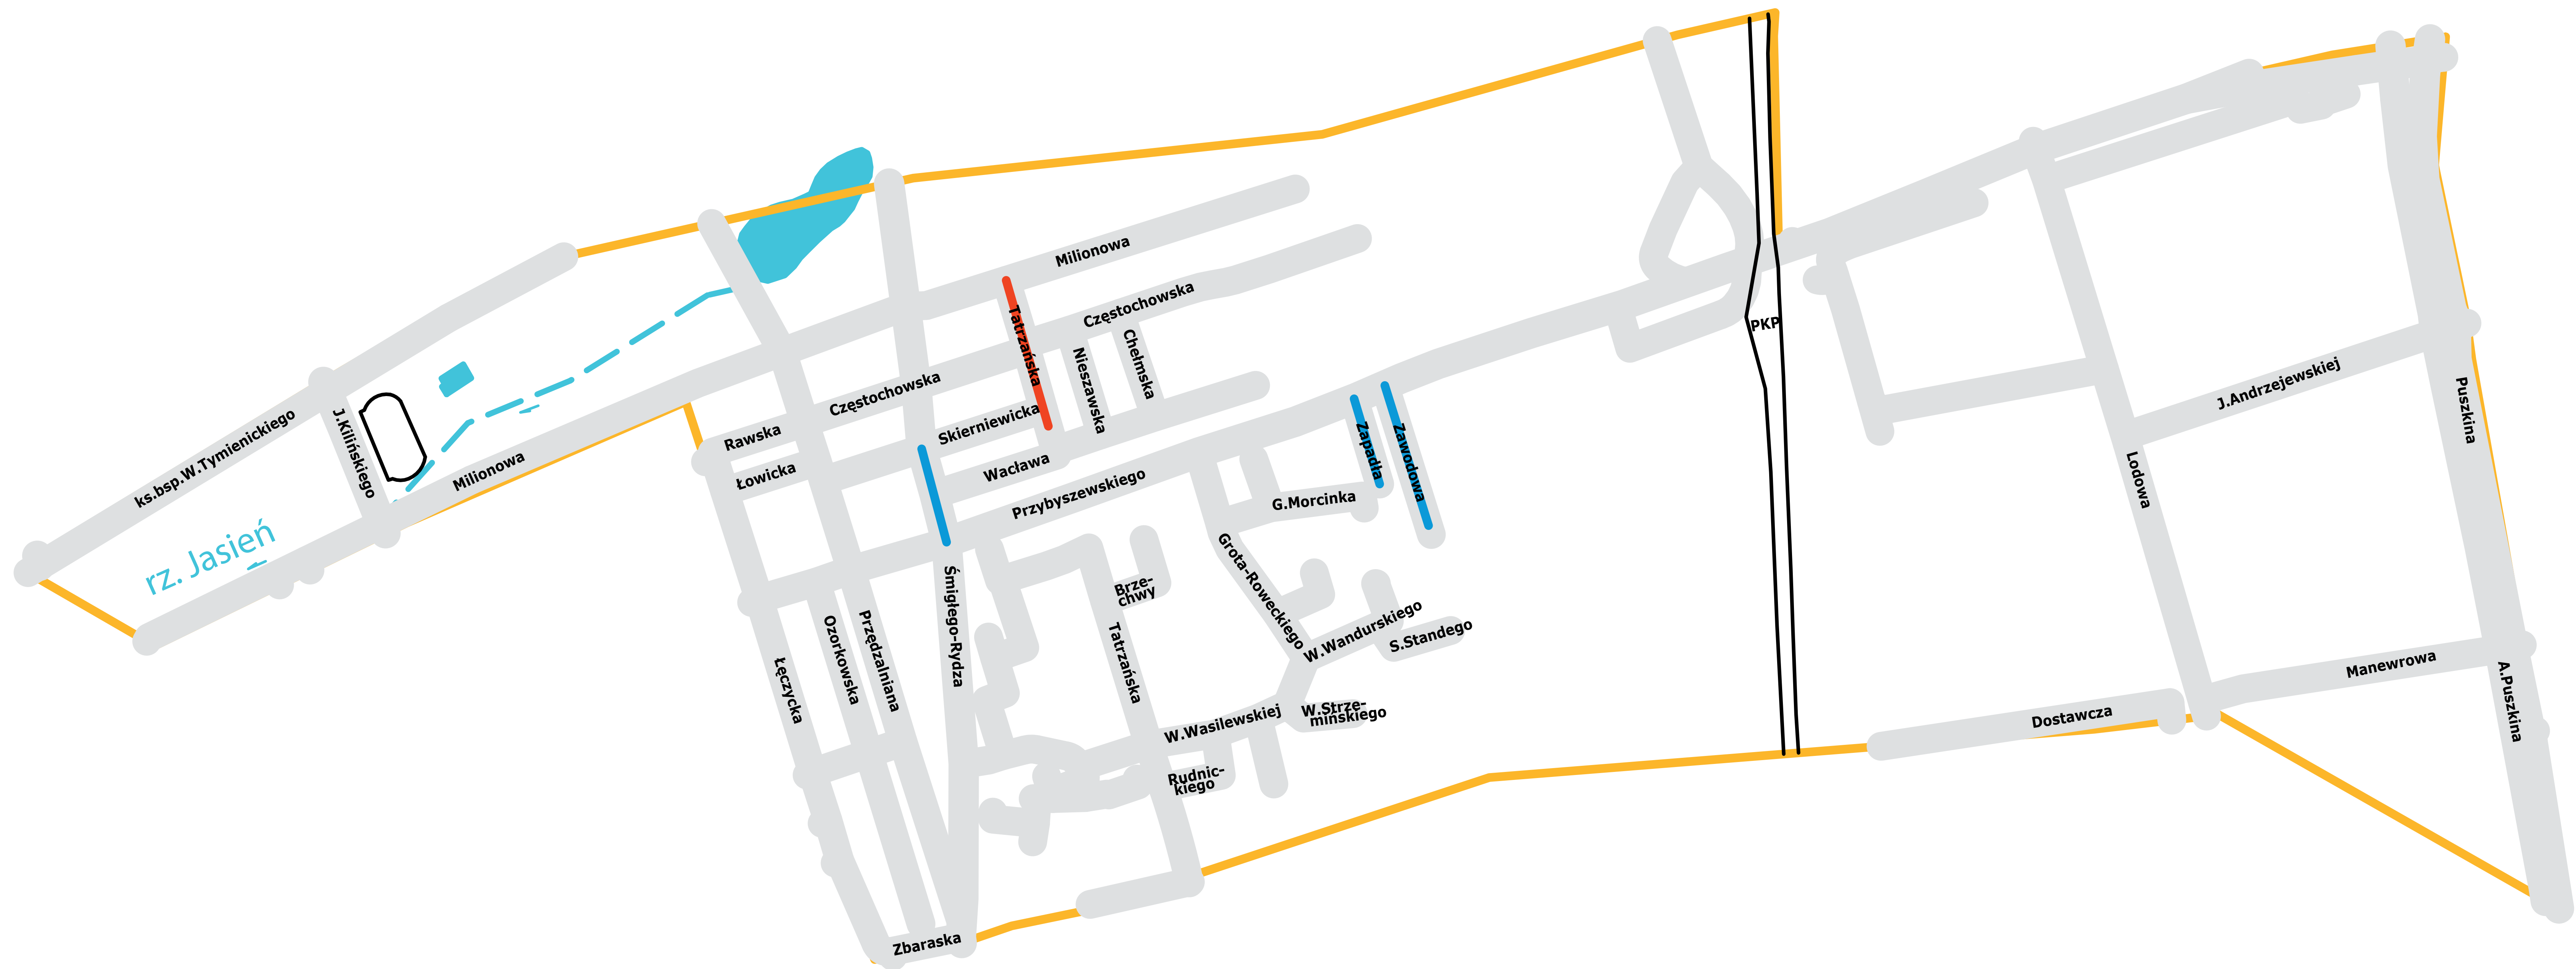 ks.bsp.W.Tymienickiego
J.Kilińskiego
rz. Jasień
Milionowa
Milionowa
Tatrzańska
Częstochowska
Częstochowska
Nieszawska
Chełmska
Rawska
Łowicka
Skierniewicka
Wacława
Przybyszewskiego
Zapadła
Zawodowa
G.Morcinka
Grota-Roweckiego
Brze-
chwy
Śmigłego-Rydza
Tatrzańska
Przędzalniana
Ozorkowska
Łęczycka
W.Wandurskiego
S.Standego
W.Strze-
mińskiego
W.Wasilewskiej
Rudnic-
kiego
Zbaraska
PKP
J.Andrzejewskiej
Puszkina
Lodowa
Manewrowa
Dostawcza
A.Puszkina